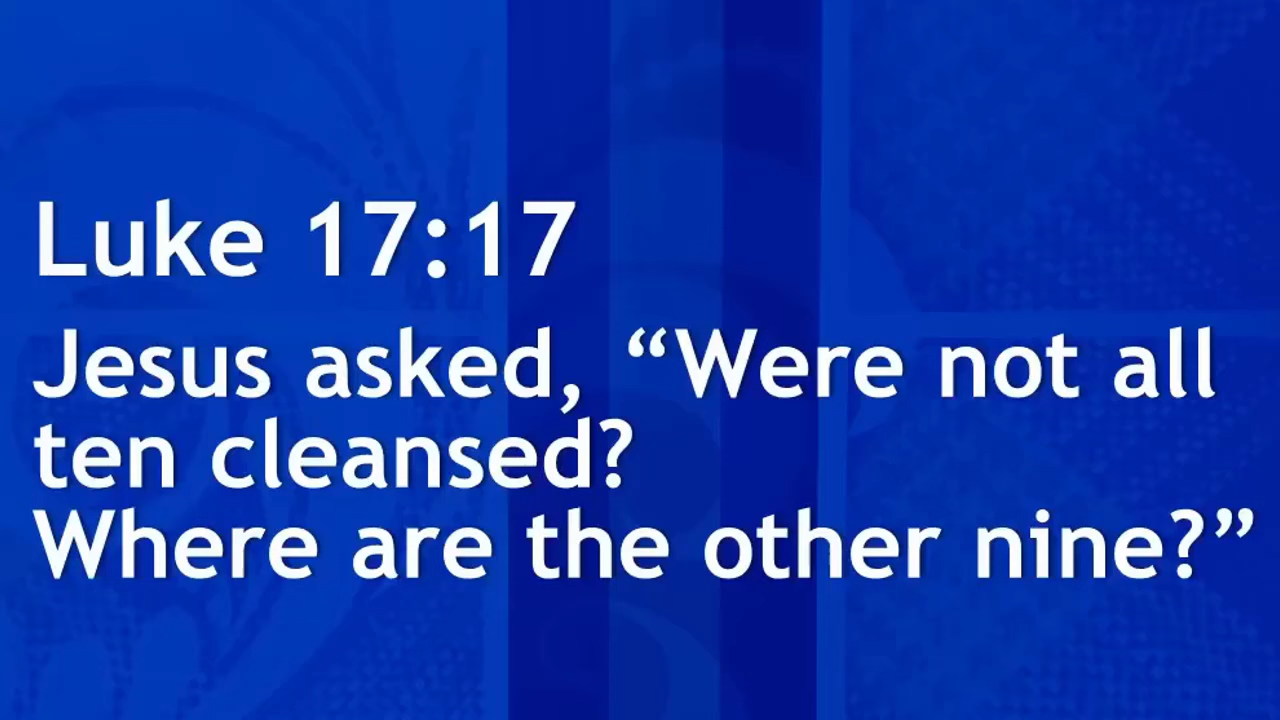 Luke 17:17
Jesus asked, “Were not all
ten cleansed?
Where are the other nine?”